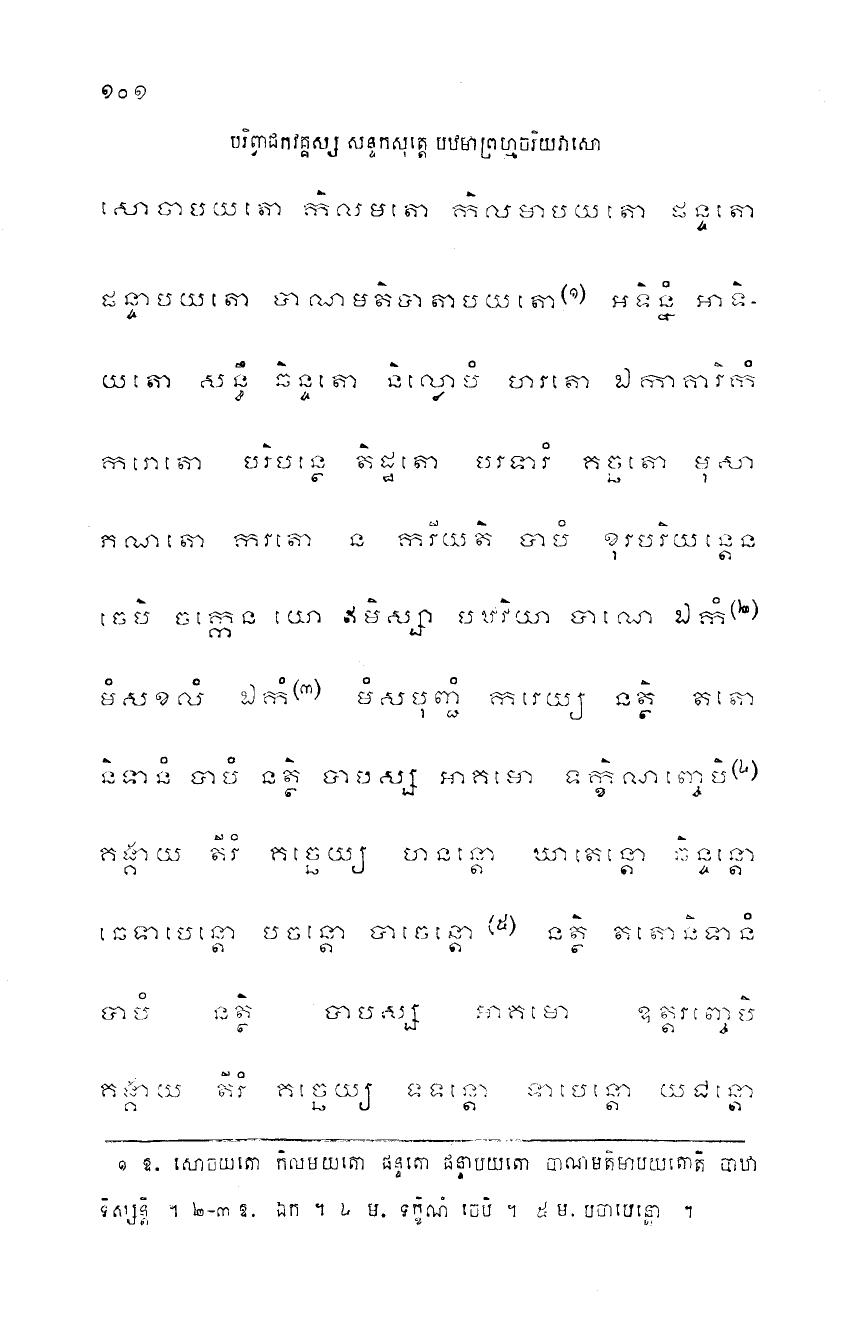 ១០១
បរិព្វាជកវគ្គស្ស សន្ទកសុត្តេ បឋមាព្រហ្មចរិយវាសោ
សោចាបយតោ កិលមតោ កិលមាបយតោ ផន្ទតោ
ផន្ទាបយតោ បាណមតិបាតាបយតោ(១) អទិន្នំ អាទិ-
យតោ សន្ធឹ ឆិន្ទតោ និល្លោបំ ហរតោ ឯកាគារិកំ
ករោតោ បរិបន្ថេ តិដ្ឋតោ បរទារំ គច្ឆតោ មុសា
ភណតោ ករតោ ន ករីយតិ បាបំ ខុរបរិយន្តេន
ចេបិ ចក្កេន យោ ឥមិស្សា បឋវិយា បាណេ ឯកំ(២)
មំសខលំ ឯកំ(៣) មំសបុញ្ជំ ករេយ្យ នត្ថិ តតោ
និទានំ បាបំ នត្ថិ បាបស្ស អាគមោ ទក្ខិណញ្ចេបិ(៤)
គង្គាយ តីរំ គច្ឆេយ្យ ហនន្តោ ឃាតេន្តោ ឆិន្ទន្តោ
ឆេទាបេន្តោ បចន្តោ បាចេន្តោ (៥) នត្ថិ តតោនិទានំ
បាបំ នត្ថិ បាបស្ស អាគមោ ឧត្តរញ្ចេបិ
គង្គាយ តីរំ គច្ឆេយ្យ ទទន្តោ ទាបេន្តោ យជន្តោ
១ ឱ. សោចយតោ កិលមយតោ ផន្ទតោ ផន្ទាបយតោ បាណមតិមាបយតោតិ បាឋា
ទិស្សន្តិ ។ ២-៣ ឱ. ឯក ។ ៤ ម. ទក្ខិណំ ចេបិ ។ ៥ ម. បចាបេន្តោ ។